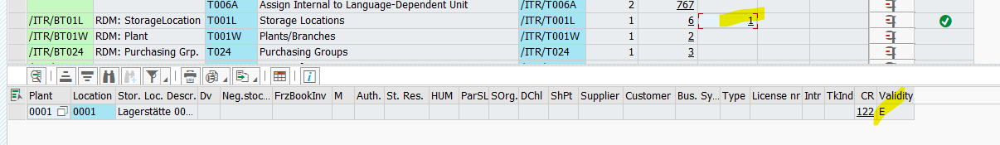 T006A Assign Internal to Language-Dependent Unit /ITR/T006A 2 767
/ITR/BT01L RDM: StorageLocation T001L Storage Locations /ITR/T001L 1 6 1
/ITR/BT01W RDM: Plant T001W Plants/Branches /ITR/T001W 1 2
/ITR/BT024 RDM: Purchasing Grp. T024 Purchasing Groups /ITR/T024 1 3
Plant Location Stor. Loc. Descr. Dv Neg.stoc... FrzBookInv M Auth. St. Res. HUM ParSL SOrg. DChl ShPt Supplier Customer Bus. Sy... Type License nr Intr TkInd CR Validity
0001 0001 Lagerstätte 00... 122 E